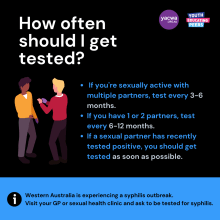 How often
should I get
tested?
yacwa
YOUTH
EDUCATING
PEERS
If you're sexually active with
multiple partners, test every 3-6
months.
If you have 1 or 2 partners, test
every 6-12 months.
If a sexual partner has recently
tested positive, you should get
tested as soon as possible.
Western Australia is experiencing a syphilis outbreak.
Visit your GP or sexual health clinic and ask to be tested for syphilis.